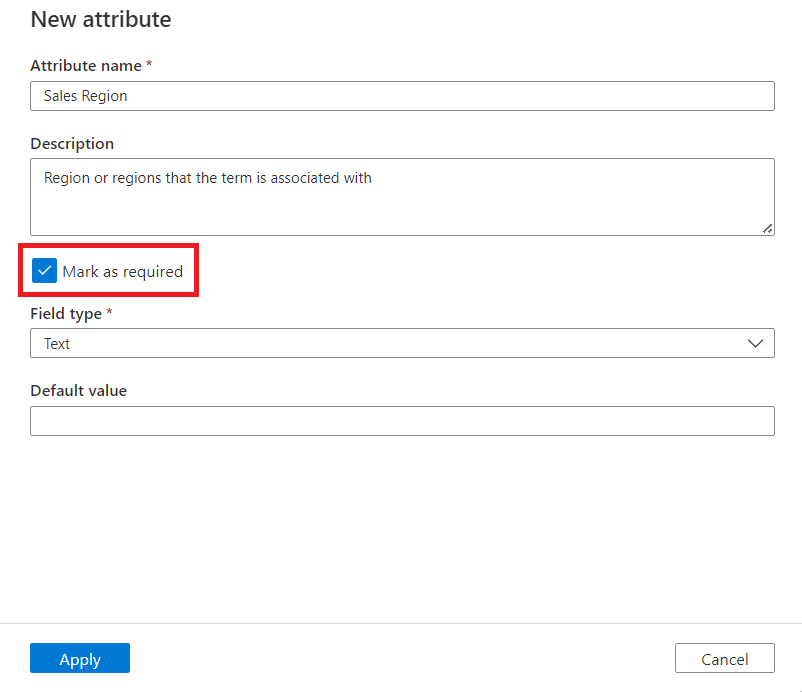 New attribute
Attribute name *
Sales Region
Description
Region or regions that the term is associated with
Mark as required
Field type *
Text
Default value
Apply
Cancel